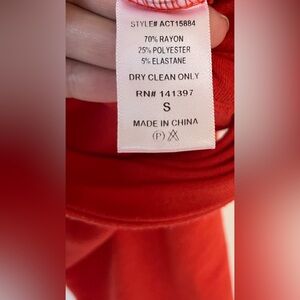 STYLE# ACT15884
70% RAYON
25% POLYESTER
5% ELASTANE
DRY CLEAN ONLY
RN# 141397
S
MADE IN CHINA
(P)